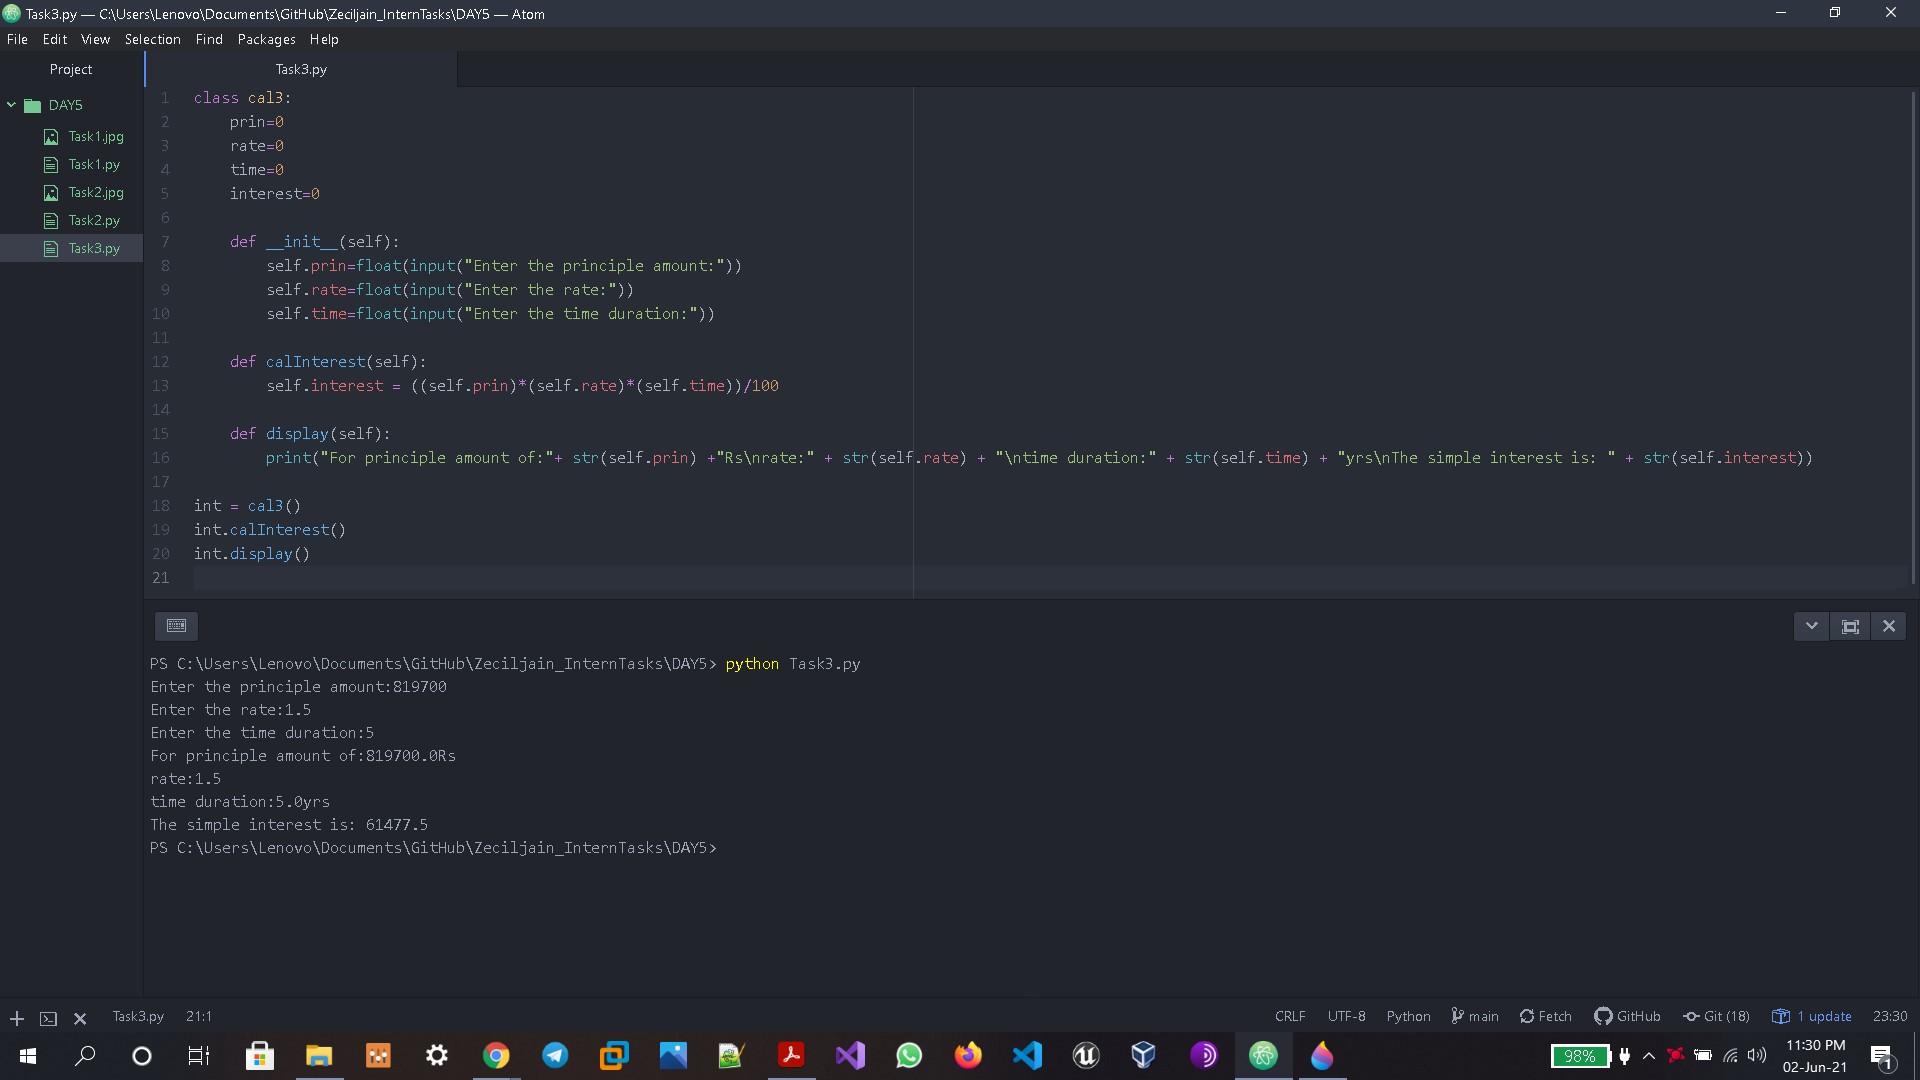 Task3.py — C:\Users\Lenovo\Documents\GitHub\Zeciljain_InternTasks\DAY5 — Atom
File Edit View Selection Find Packages Help
Project
DAY5
Task1.jpg
Task1.py
Task2.jpg
Task2.py
Task3.py
Task3.py
1 class cal3:
2     prin=0
3     rate=0
4     time=0
5     interest=0
6
7     def __init__(self):
8         self.prin=float(input("Enter the principle amount:"))
9         self.rate=float(input("Enter the rate:"))
10         self.time=float(input("Enter the time duration:"))
11
12     def calInterest(self):
13         self.interest = ((self.prin)*(self.rate)*(self.time))/100
14
15     def display(self):
16         print("For principle amount of:"+ str(self.prin) +"Rs\nrate:" + str(self.rate) + "\ntime duration:" + str(self.time) + "yrs\nThe simple interest is: " + str(self.interest))
17
18 int = cal3()
19 int.calInterest()
20 int.display()
21
PS C:\Users\Lenovo\Documents\GitHub\Zeciljain_InternTasks\DAY5> python Task3.py
Enter the principle amount:819700
Enter the rate:1.5
Enter the time duration:5
For principle amount of:819700.0Rs
rate:1.5
time duration:5.0yrs
The simple interest is: 61477.5
PS C:\Users\Lenovo\Documents\GitHub\Zeciljain_InternTasks\DAY5>
Task3.py 21:1 CRLF UTF-8 Python main Fetch GitHub Git (18) 1 update 23:30
98% 11:30 PM
02-Jun-21 1